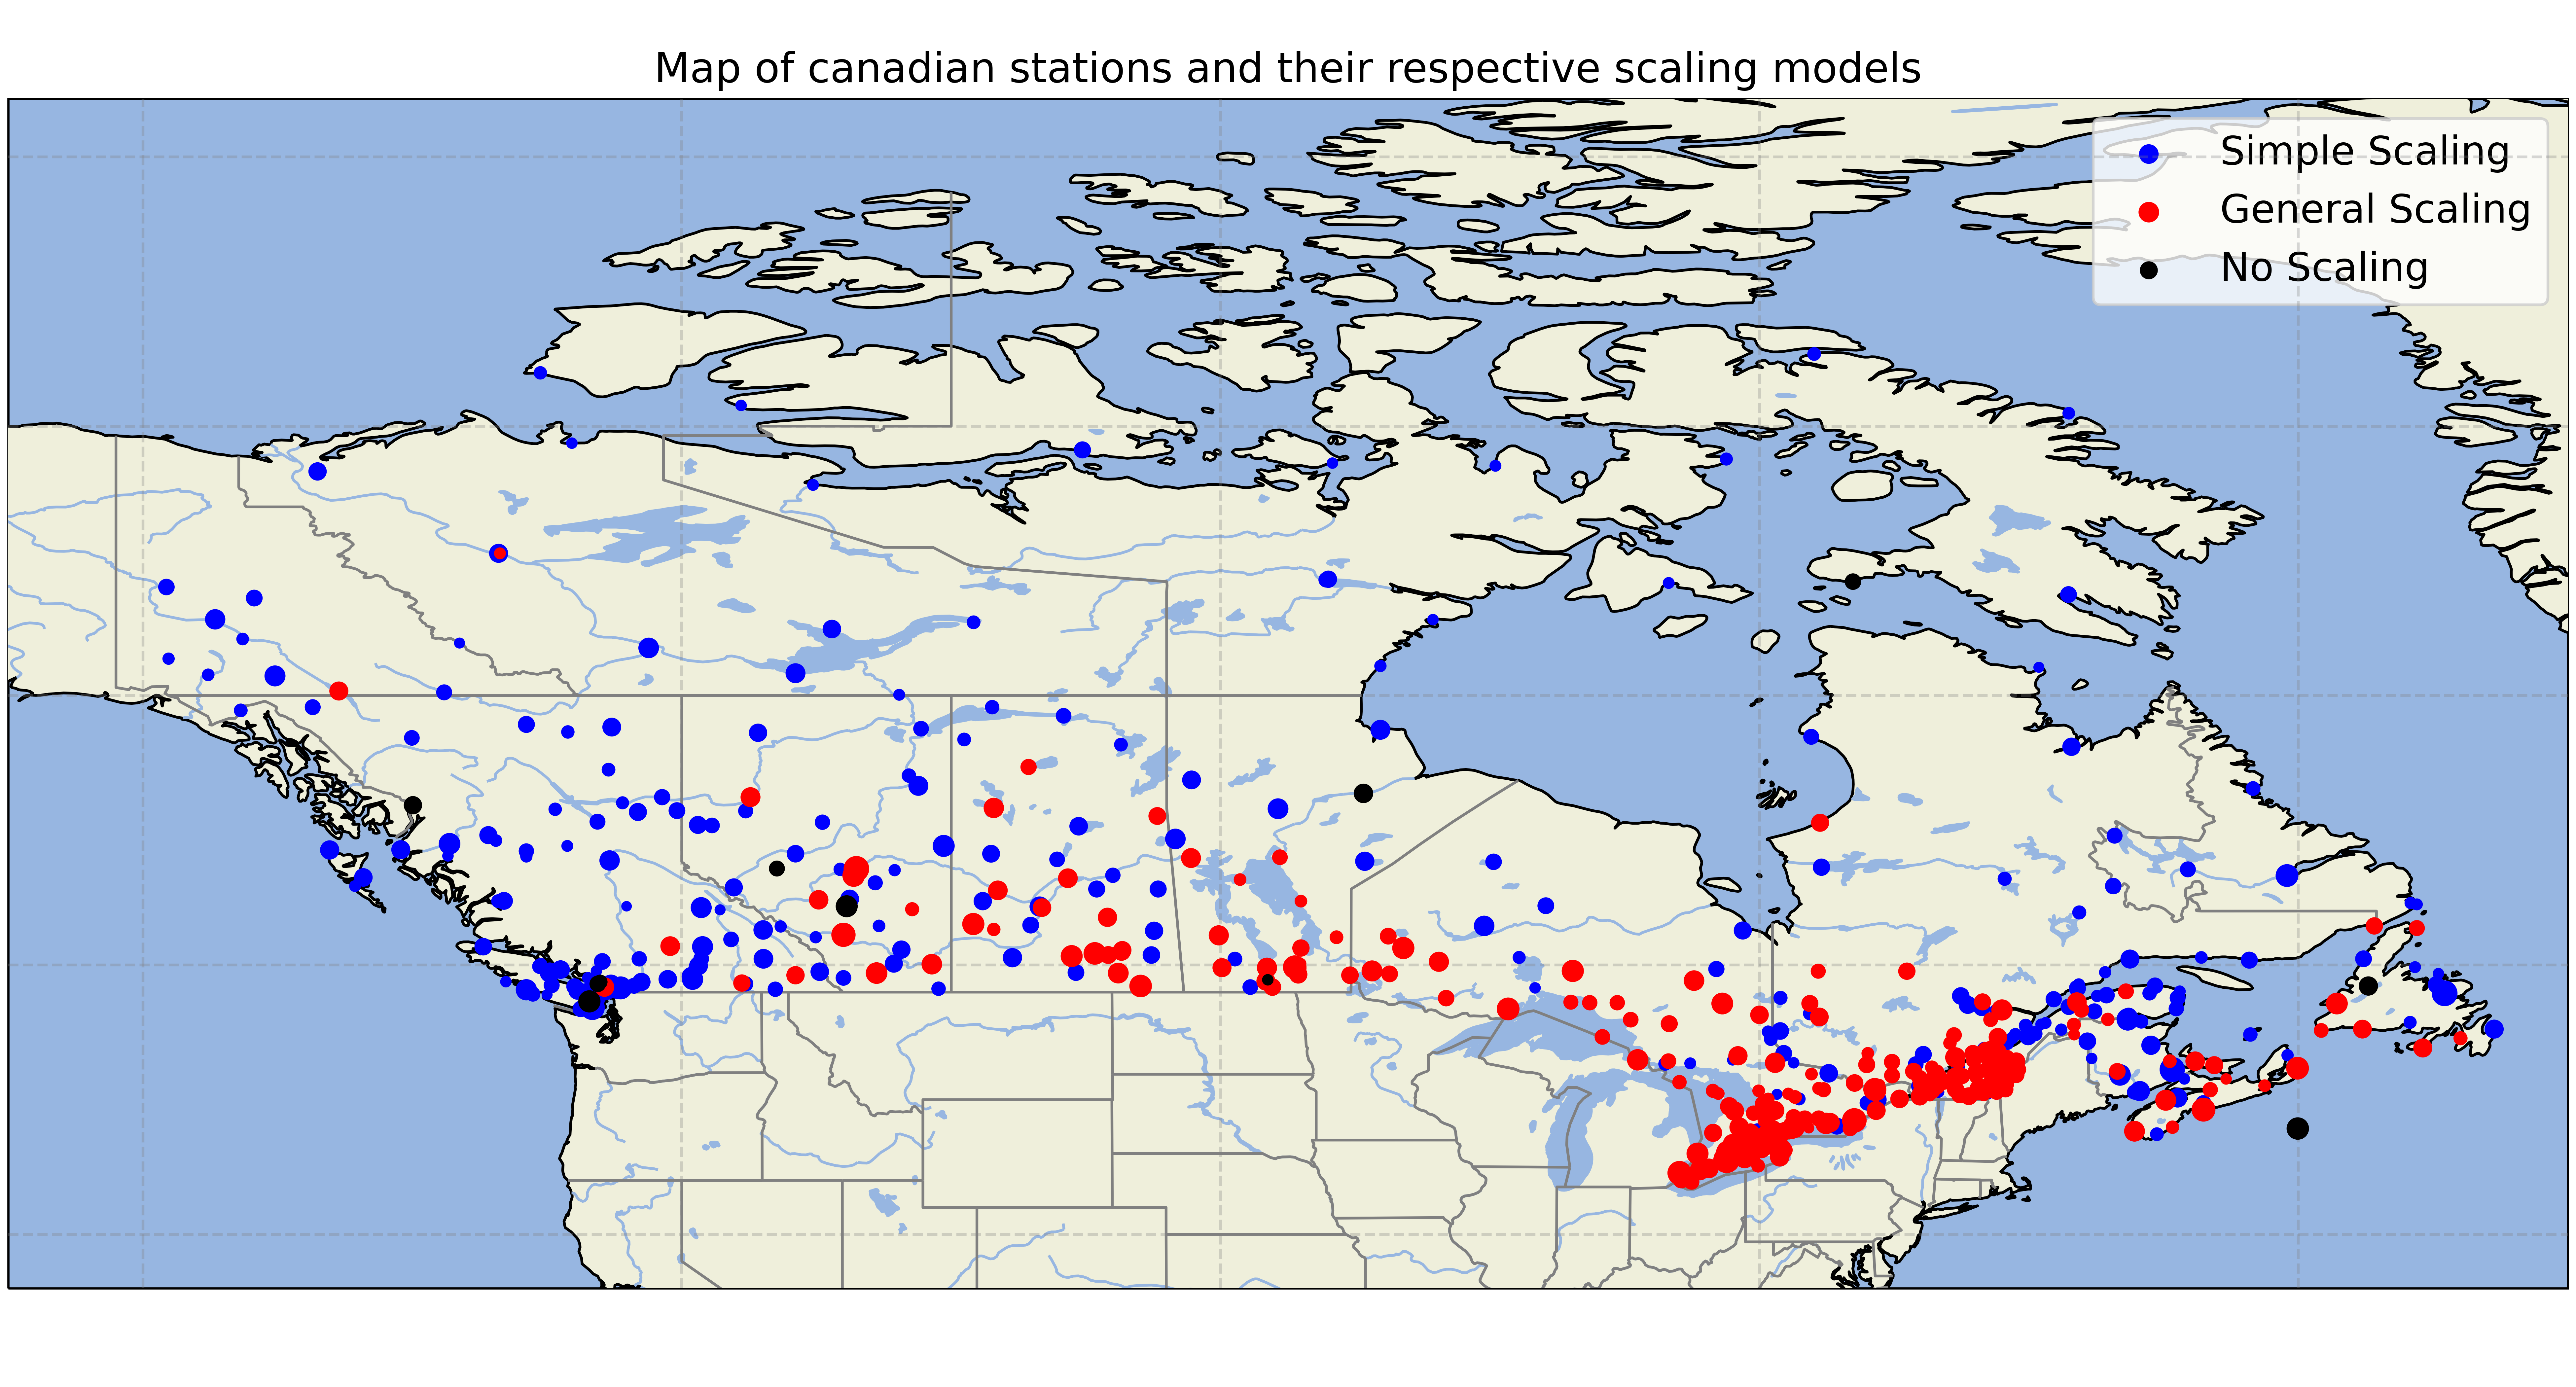 Map of canadian stations and their respective scaling models
Simple Scaling
General Scaling
No Scaling